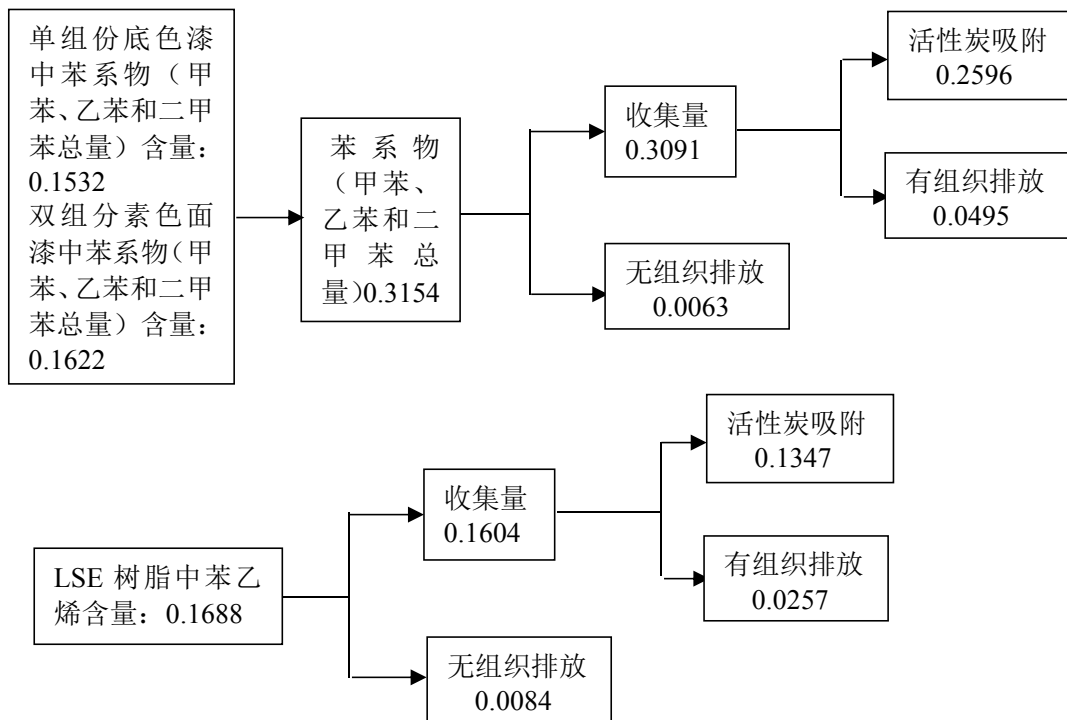 单组份底色漆
中苯系物（甲
苯、乙苯和二甲
苯总量）含量：
0.1532
双组分素色面
漆中苯系物（甲
苯、乙苯和二甲
苯总量）含量：
0.1622
苯系物
（甲苯、
乙苯和二
甲苯总
量）0.3154
收集量
0.3091
无组织排放
0.0063
活性炭吸附
0.2596
有组织排放
0.0495
LSE 树脂中苯乙
烯含量：0.1688
收集量
0.1604
无组织排放
0.0084
活性炭吸附
0.1347
有组织排放
0.0257